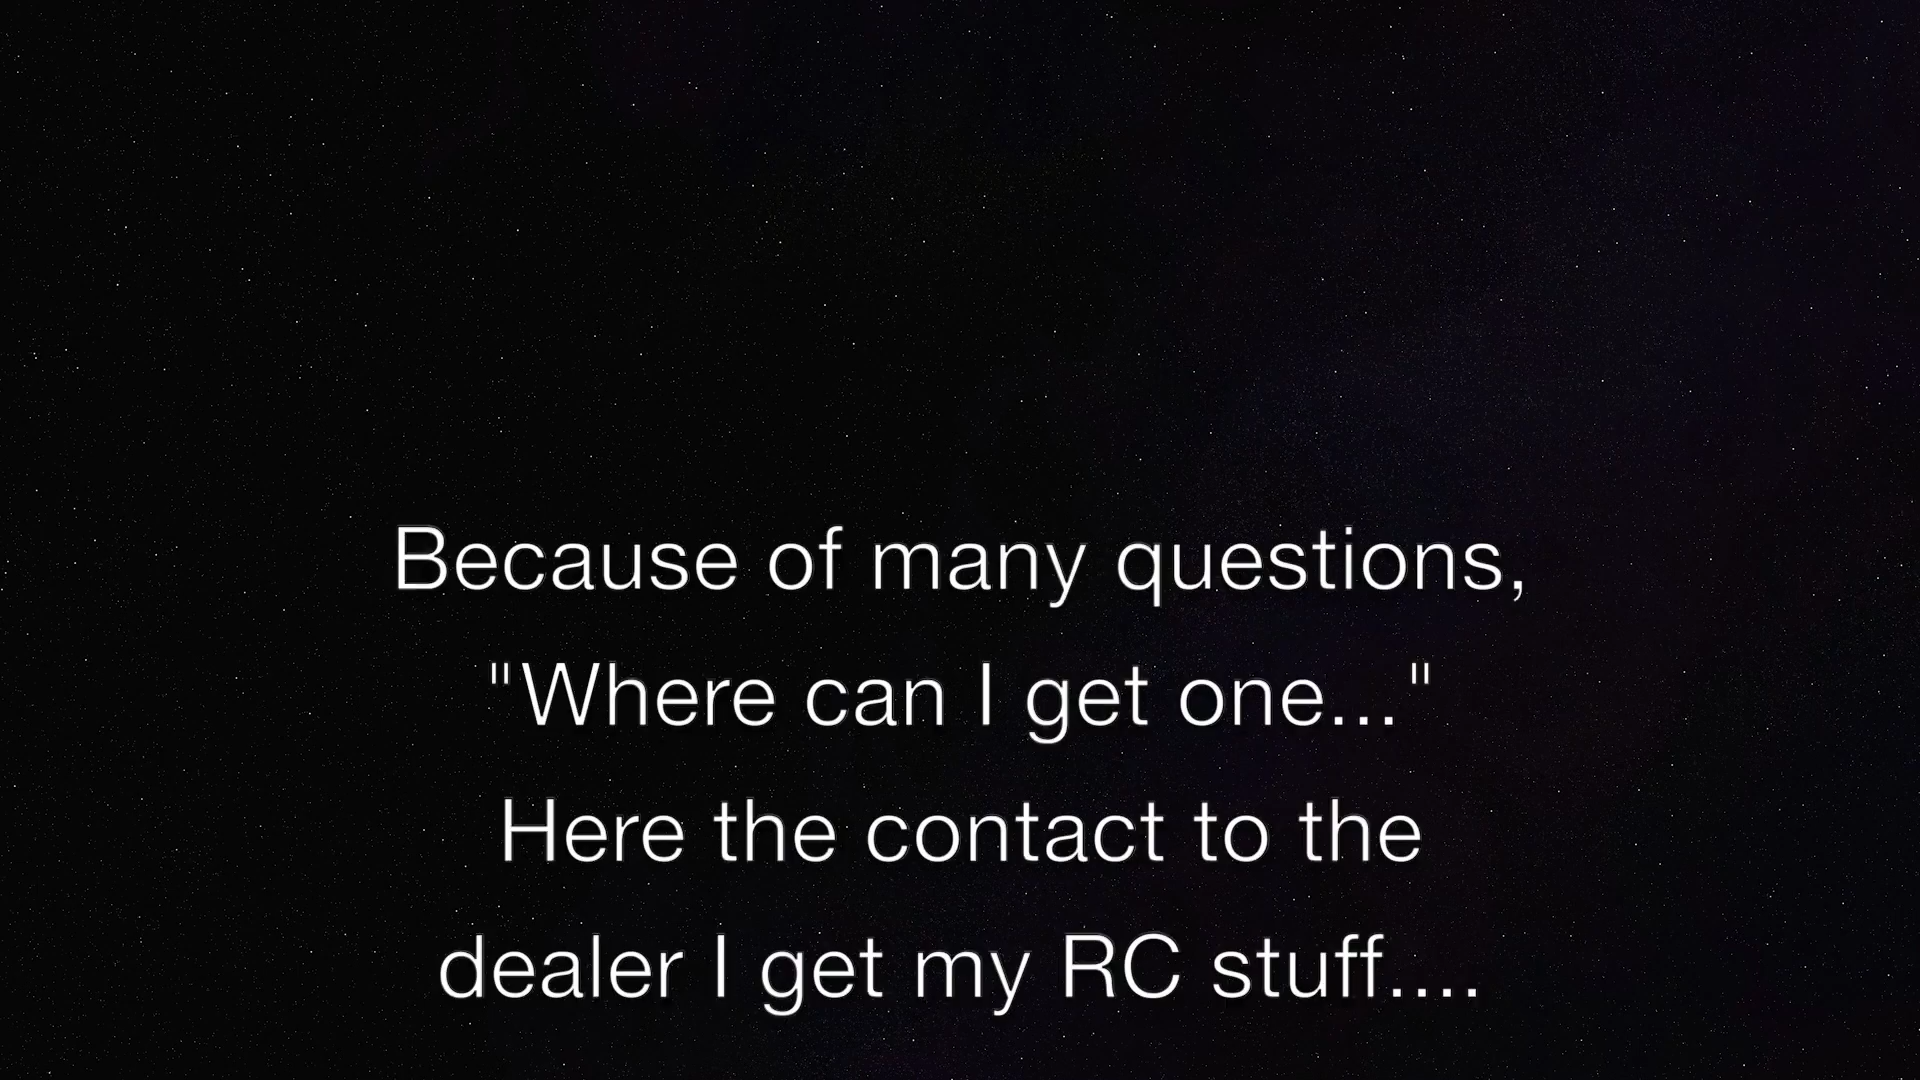 Because of many questions,
"Where can I get one..."
Here the contact to the
dealer I get my RC stuff....